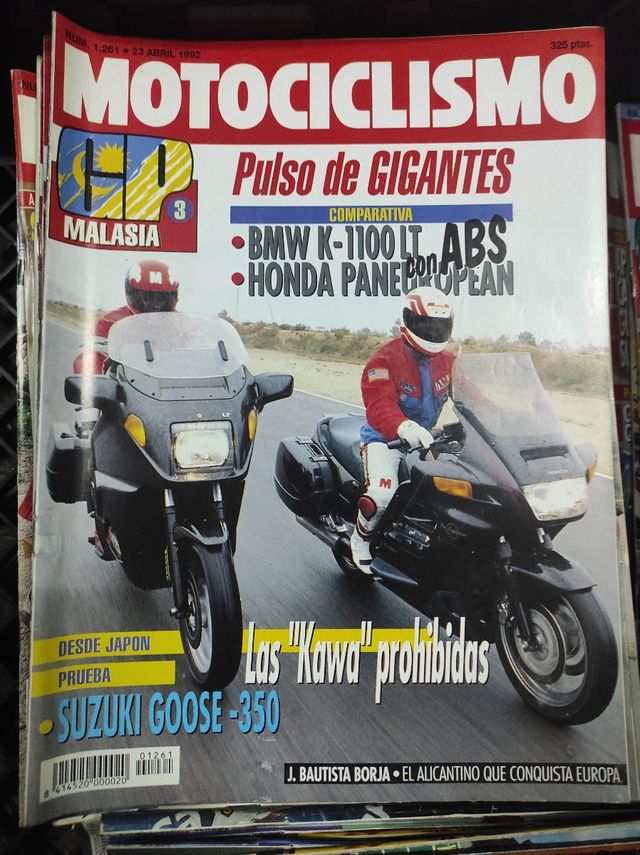 NUM. 1.261 • 23 ABRIL 1992
325 ptas.
MOTOCICLISMO
GP
MALASIA
3
Pulso de GIGANTES
COMPARATIVA
• BMW K-1100 LT
• HONDA PANEUROPEAN
con ABS
M
M
DESDE JAPON
Las "Kawa" prohibidas
PRUEBA
• SUZUKI GOOSE -350
01261
8 414520 000020
J. BAUTISTA BORJA • EL ALICANTINO QUE CONQUISTA EUROPA